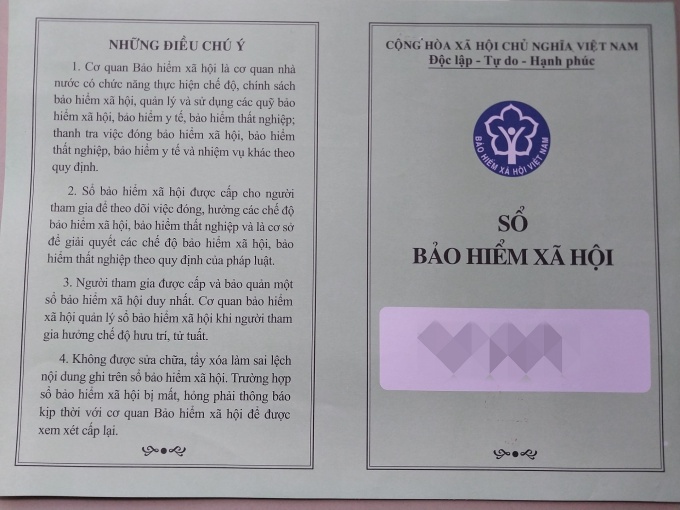 NHỮNG ĐIỀU CHÚ Ý
1. Cơ quan Bảo hiểm xã hội là cơ quan nhà
nước có chức năng thực hiện chế độ, chính sách
bảo hiểm xã hội, quản lý và sử dụng các quỹ bảo
hiểm xã hội, bảo hiểm y tế, bảo hiểm thất nghiệp;
thanh tra việc đóng bảo hiểm xã hội, bảo hiểm
thất nghiệp, bảo hiểm y tế và nhiệm vụ khác theo
quy định.
2. Sổ bảo hiểm xã hội được cấp cho người
tham gia để theo dõi việc đóng, hưởng các chế độ
bảo hiểm xã hội, bảo hiểm thất nghiệp và là cơ sở
để giải quyết các chế độ bảo hiểm xã hội, bảo
hiểm thất nghiệp theo quy định của pháp luật.
3. Người tham gia được cấp và bảo quản một
sổ bảo hiểm xã hội duy nhất. Cơ quan bảo hiểm
xã hội quản lý sổ bảo hiểm xã hội khi người tham
gia hưởng chế độ hưu trí, tử tuất.
4. Không được sửa chữa, tẩy xóa làm sai lệch
nội dung ghi trên sổ bảo hiểm xã hội. Trường hợp
sổ bảo hiểm xã hội bị mất, hỏng phải thông báo
kịp thời với cơ quan Bảo hiểm xã hội để được
xem xét cấp lại.
CỘNG HÒA XÃ HỘI CHỦ NGHĨA VIỆT NAM
Độc lập - Tự do - Hạnh phúc
BẢO HIỂM XÃ HỘI VIỆT NAM
SỔ
BẢO HIỂM XÃ HỘI